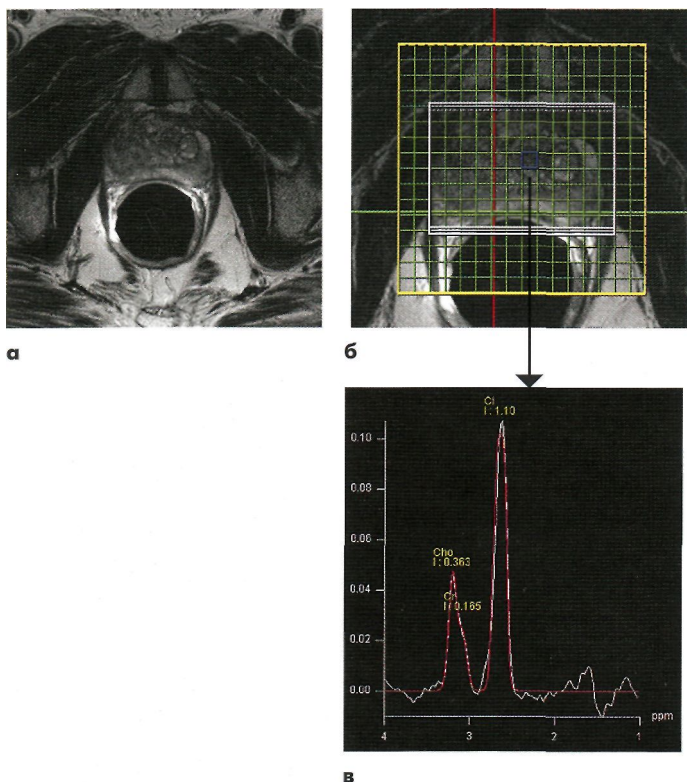 а
б
Ci
I : 1.10
0.10
0.08
0.06
Cho
I : 0.363
0.04
Cr
I : 0.165
0.02
0.00
ppm
4
3
2
1
в